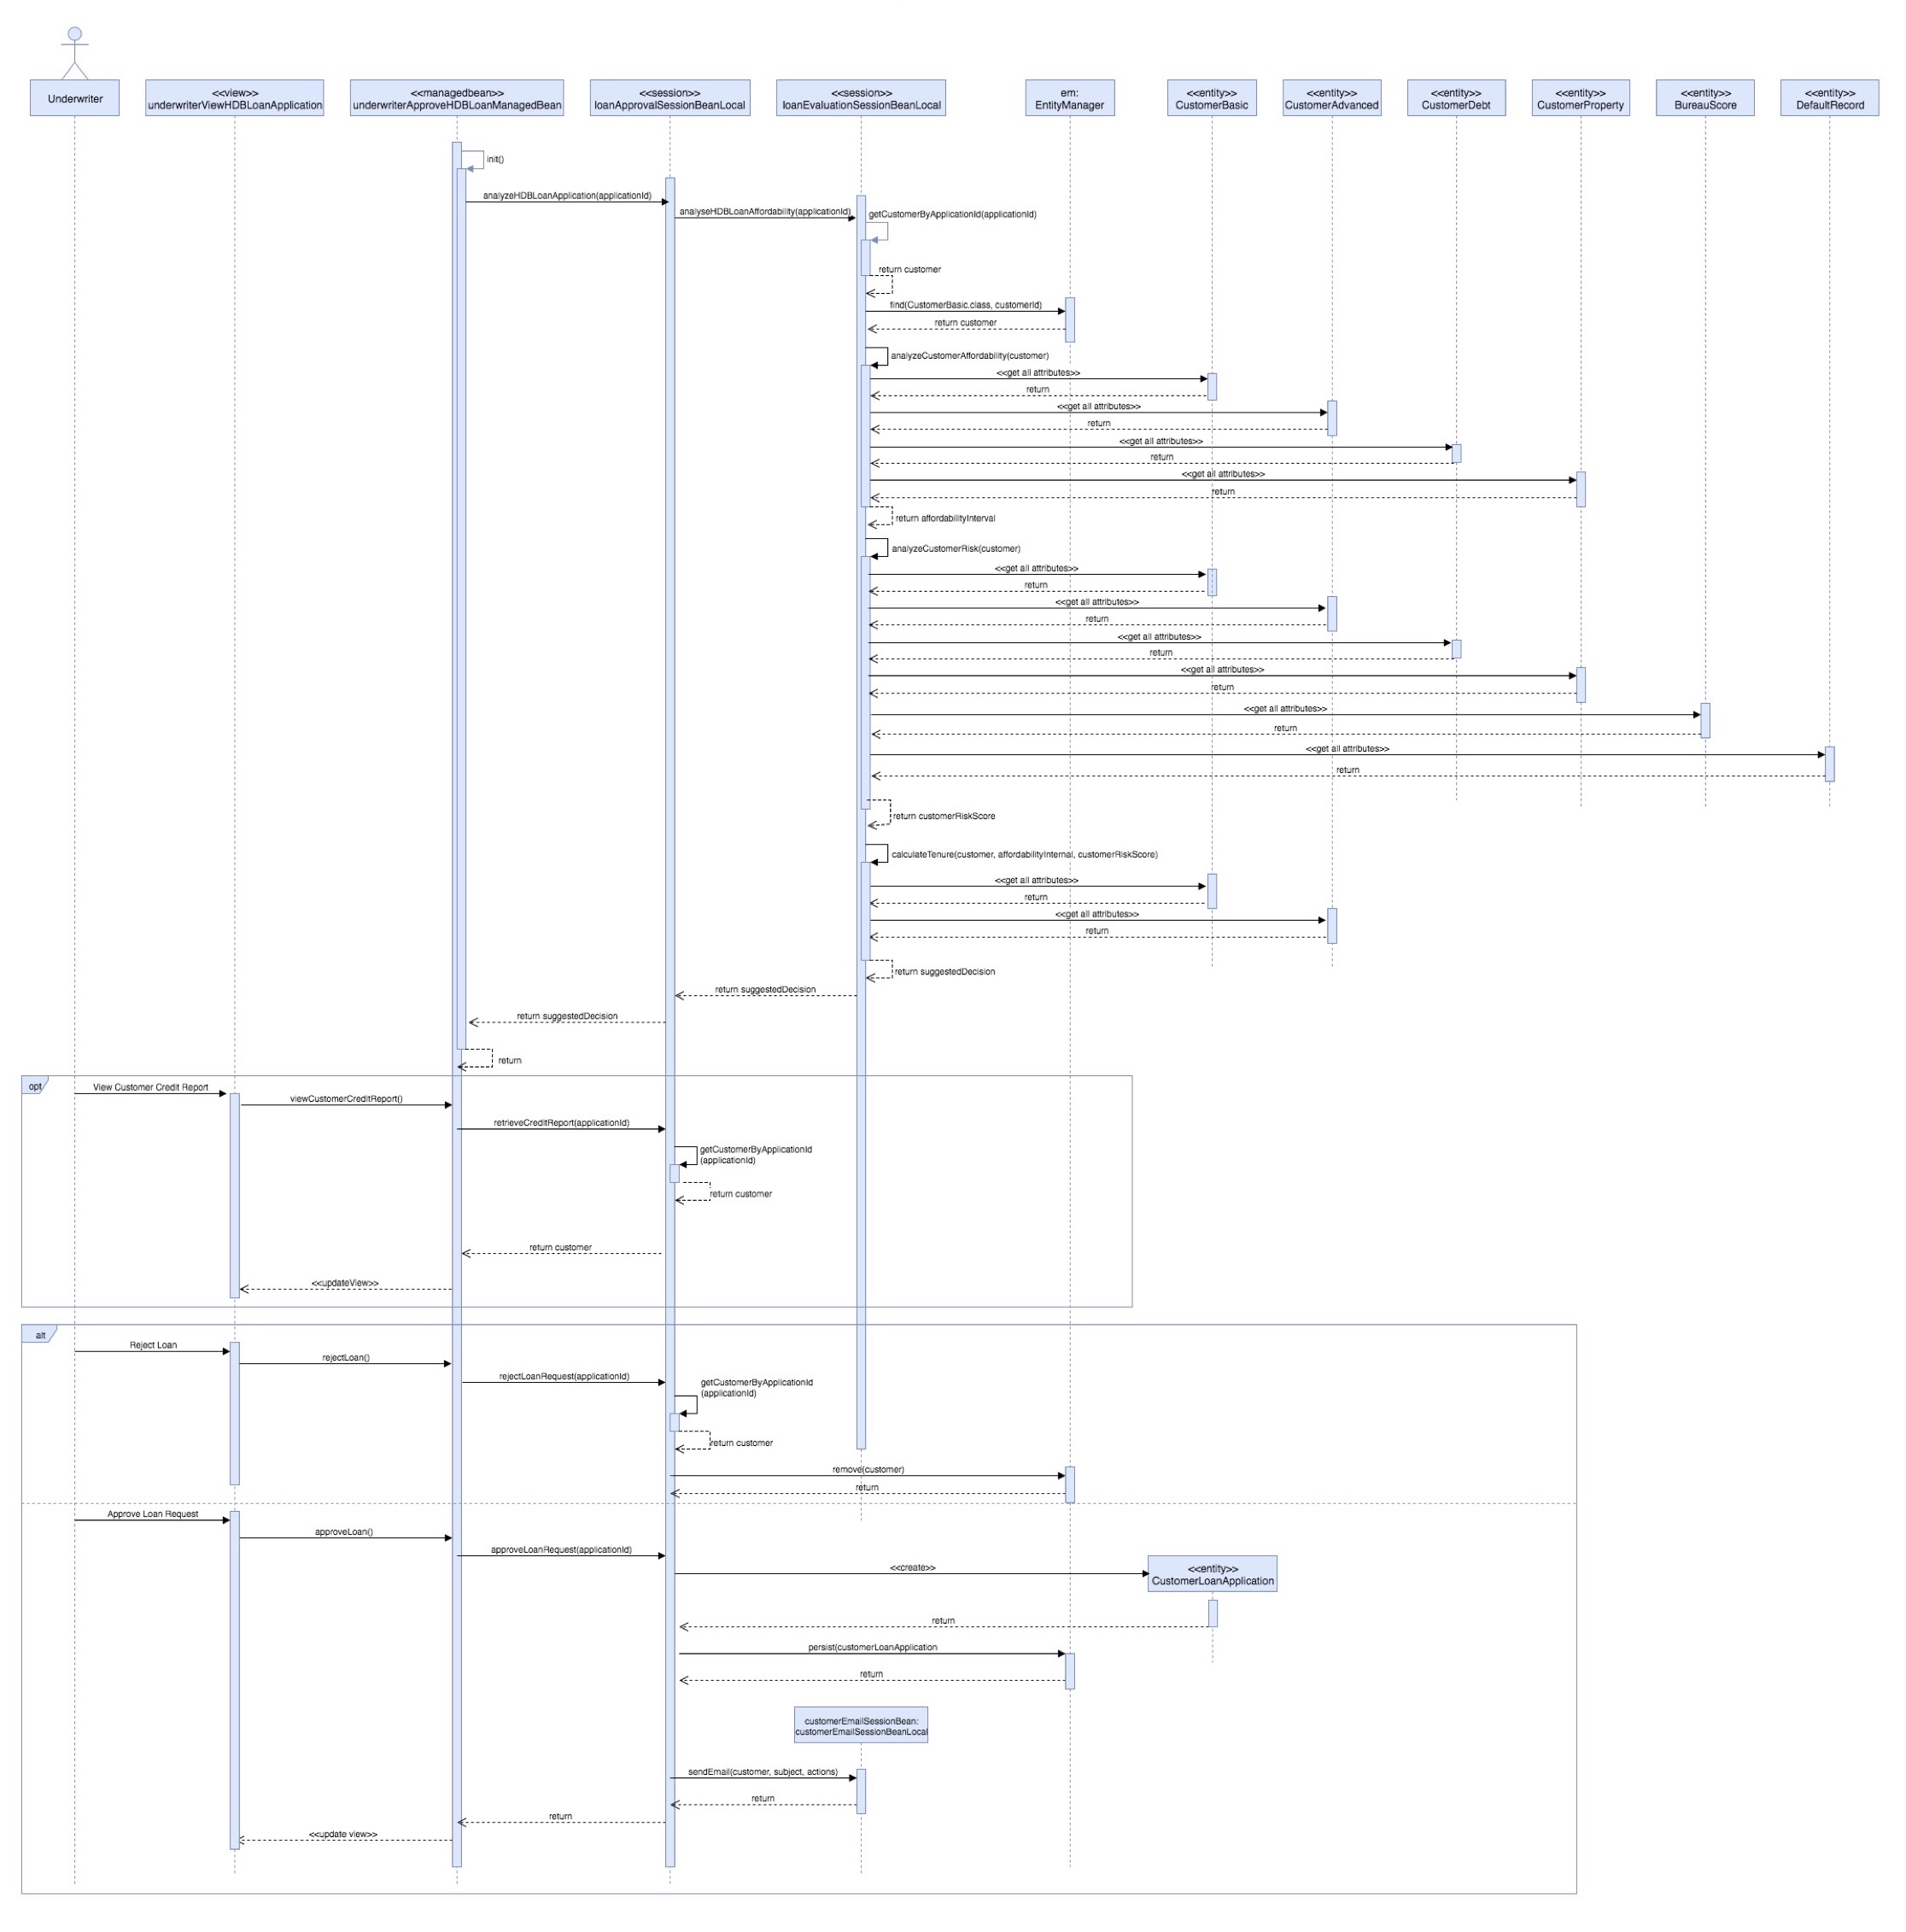 Underwriter
<<view>>
underwriterViewHDBLoanApplication
<<managedbean>>
underwriterApproveHDBLoanManagedBean
<<session>>
loanApprovalSessionBeanLocal
<<session>>
loanEvaluationSessionBeanLocal
em:
EntityManager
<<entity>>
CustomerBasic
<<entity>>
CustomerAdvanced
<<entity>>
CustomerDebt
<<entity>>
CustomerProperty
<<entity>>
BureauScore
<<entity>>
DefaultRecord
init()
analyzeHDBLoanApplication(applicationId)
analyseHDBLoanAffordability(applicationId)
getCustomerByApplicationId(applicationId)
return customer
find(CustomerBasic.class, customerId)
return customer
analyzeCustomerAffordability(customer)
<<get all attributes>>
return
<<get all attributes>>
return
<<get all attributes>>
return
<<get all attributes>>
return
return affordabilityInterval
analyzeCustomerRisk(customer)
<<get all attributes>>
return
<<get all attributes>>
return
<<get all attributes>>
return
<<get all attributes>>
return
<<get all attributes>>
return
<<get all attributes>>
return
return customerRiskScore
calculateTenure(customer, affordabilityInternal, customerRiskScore)
<<get all attributes>>
return
<<get all attributes>>
return
return suggestedDecision
return suggestedDecision
return suggestedDecision
return
opt
View Customer Credit Report
viewCustomerCreditReport()
retrieveCreditReport(applicationId)
getCustomerByApplicationId
(applicationId)
return customer
return customer
<<updateView>>
alt
Reject Loan
rejectLoan()
rejectLoanRequest(applicationId)
getCustomerByApplicationId
(applicationId)
return customer
remove(customer)
return
Approve Loan Request
approveLoan()
approveLoanRequest(applicationId)
<<create>>
<<entity>>
CustomerLoanApplication
return
persist(customerLoanApplication
return
customerEmailSessionBean:
customerEmailSessionBeanLocal
sendEmail(customer, subject, actions)
return
return
<<update view>>